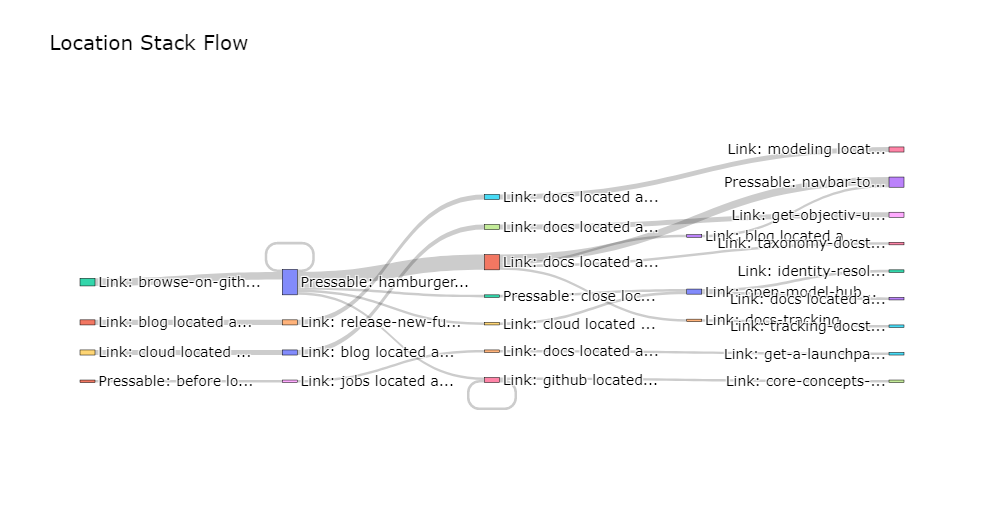 Location Stack Flow
Link: browse-on-gith...
Link: blog located a...
Link: cloud located ...
Pressable: before lo...
Pressable: hamburger...
Link: release-new-fu...
Link: blog located a...
Link: jobs located a...
Link: docs located a...
Link: docs located a...
Link: docs located a...
Pressable: close loc...
Link: cloud located ...
Link: docs located a...
Link: github located...
Link: blog located a...
Link: open-model-hub...
Link: docs-tracking...
Link: modeling locat...
Pressable: navbar-to...
Link: get-objectiv-u...
Link: taxonomy-docst...
Link: identity-resol...
Link: docs located a...
Link: tracking-docst...
Link: get-a-launchpa...
Link: core-concepts-...